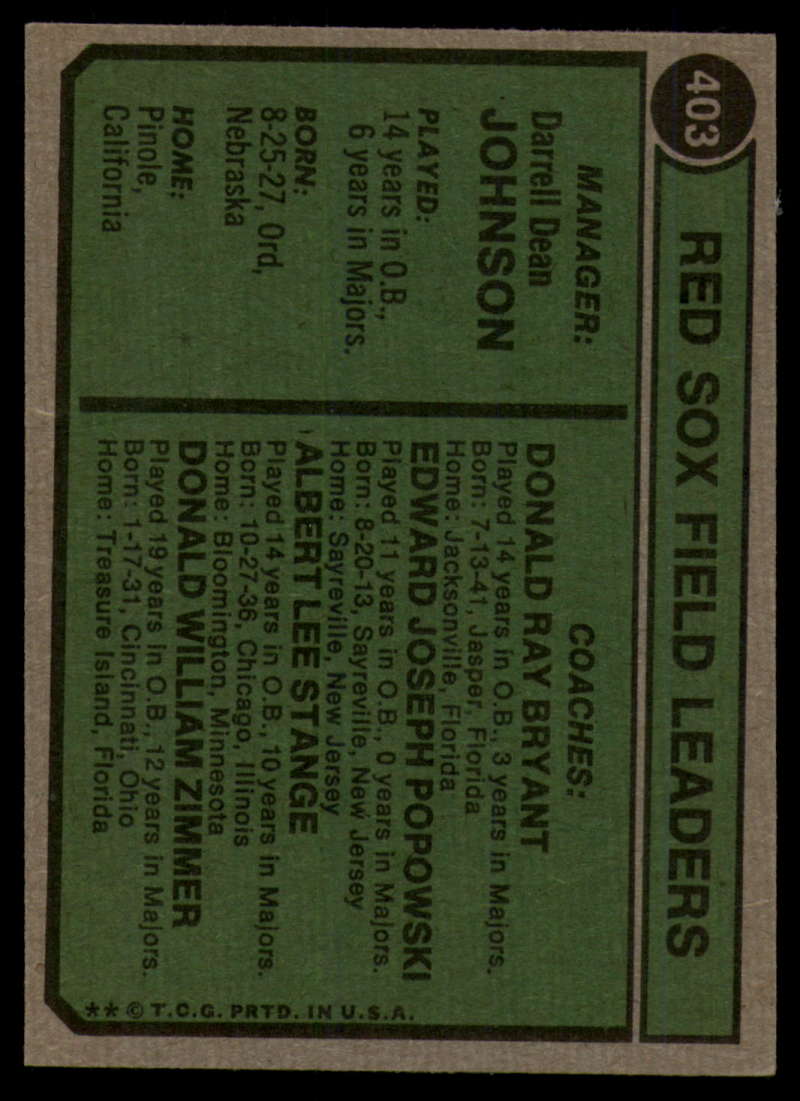 403
RED SOX FIELD LEADERS
MANAGER:
Darrell Dean
JOHNSON
PLAYED:
14 years in O.B.,
6 years in Majors.
BORN:
8-25-27, Ord,
Nebraska
HOME:
Pinole,
California
COACHES:
DONALD RAY BRYANT
Played 14 years in O.B., 3 years in Majors.
Born: 7-13-41, Jasper, Florida
Home: Jacksonville, Florida
EDWARD JOSEPH POPOWSKI
Played 11 years in O.B., 0 years in Majors.
Born: 8-20-13, Sayreville, New Jersey
Home: Sayreville, New Jersey
ALBERT LEE STANGE
Played 14 years in O.B., 10 years in Majors.
Born: 10-27-36, Chicago, Illinois
Home: Bloomington, Minnesota
DONALD WILLIAM ZIMMER
Played 19 years in O.B., 12 years in Majors.
Born: 1-17-31, Cincinnati, Ohio
Home: Treasure Island, Florida
** © T.C.G. PRTD. IN U.S.A.